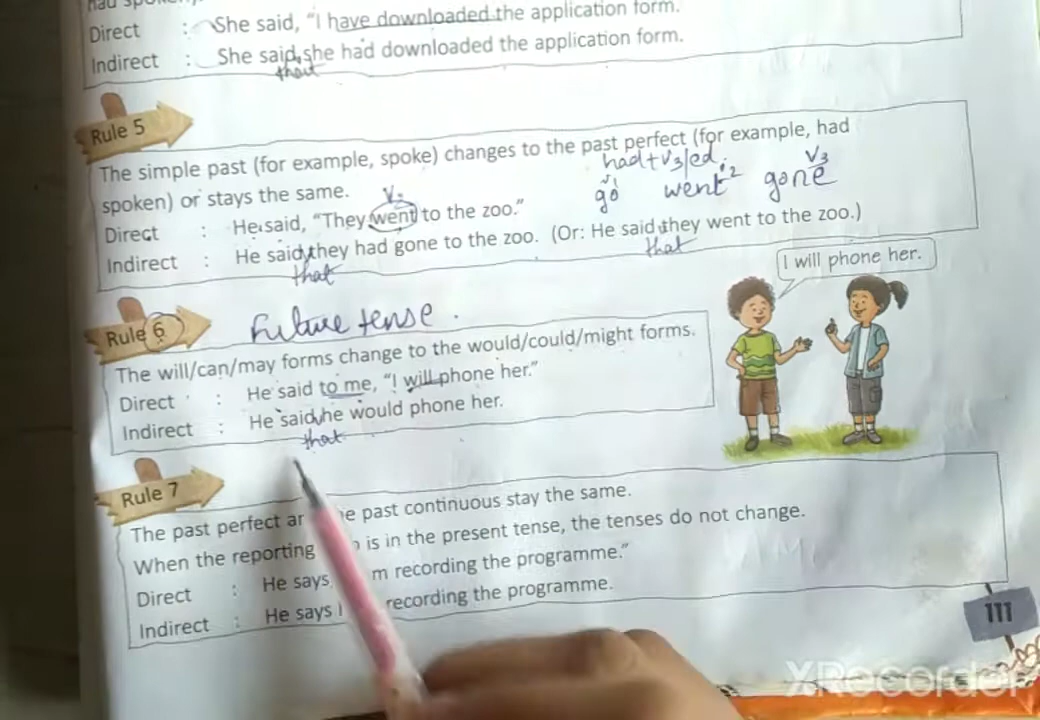 had spoken).
Direct : She said, "I have downloaded the application form.
Indirect : She said, she had downloaded the application form.
that
Rule 5
The simple past (for example, spoke) changes to the past perfect (for example, had
had+V3/ed.
spoken) or stays the same.
go went gone
V1 V2 V3
Direct : He said, "They went to the zoo."
Indirect : He said they had gone to the zoo. (Or: He said they went to the zoo.)
that that
I will phone her.
Rule 6 Future tense.
The will/can/may forms change to the would/could/might forms.
Direct : He said to me, "I will phone her."
Indirect : He said he would phone her.
that
Rule 7
The past perfect the past continuous stay the same.
When the reporting is in the present tense, the tenses do not change.
Direct : He says, recording the programme."
Indirect : He says recording the programme.
111
XRecorder